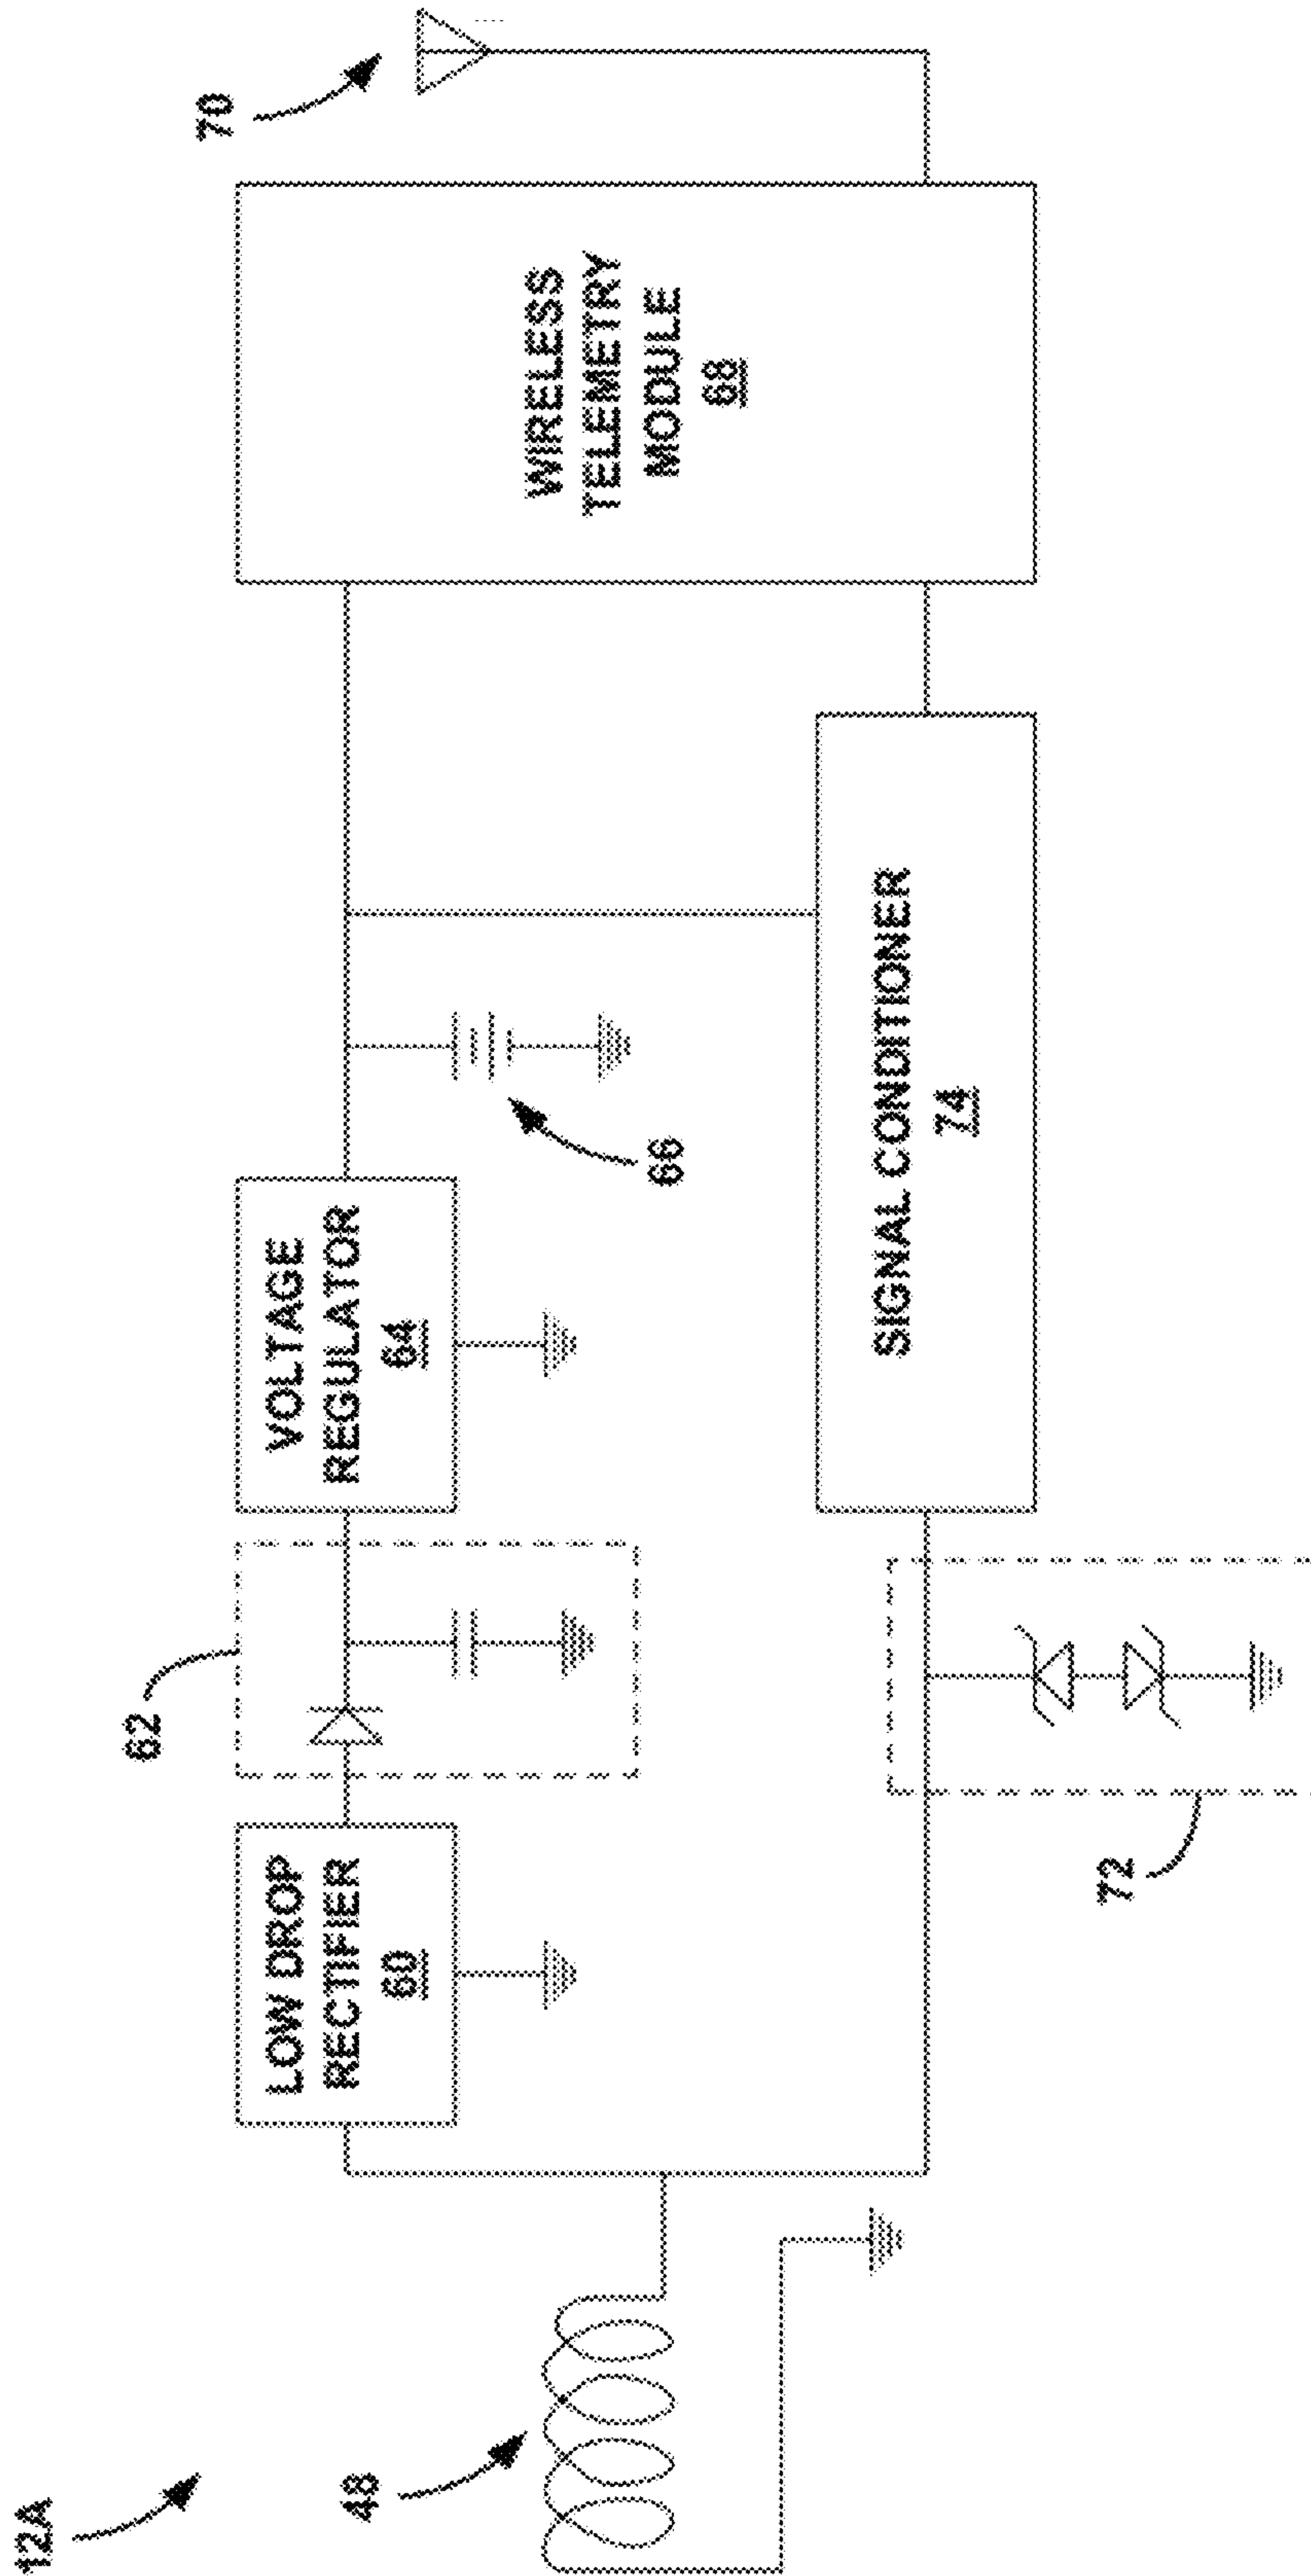 12A
48
LOW DROP
RECTIFIER
60
62
VOLTAGE
REGULATOR
64
66
WIRELESS
TELEMETRY
MODULE
68
70
72
SIGNAL CONDITIONER
74